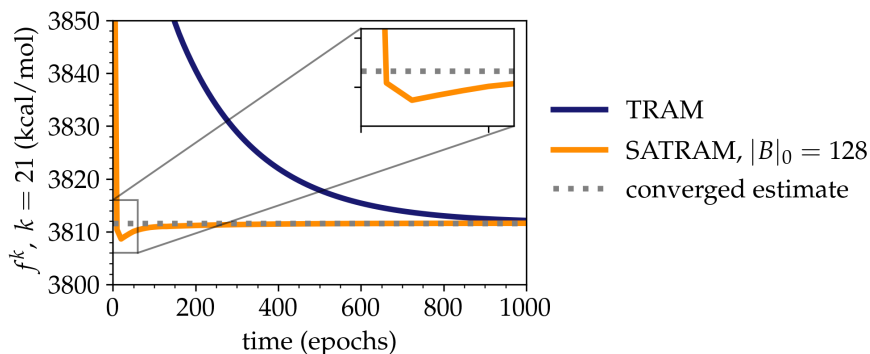 3850
3840
3830
3820
3810
3800
f^k, k = 21 (kcal/mol)
0
200
400
600
800
1000
time (epochs)
TRAM
SATRAM, |B|₀ = 128
converged estimate